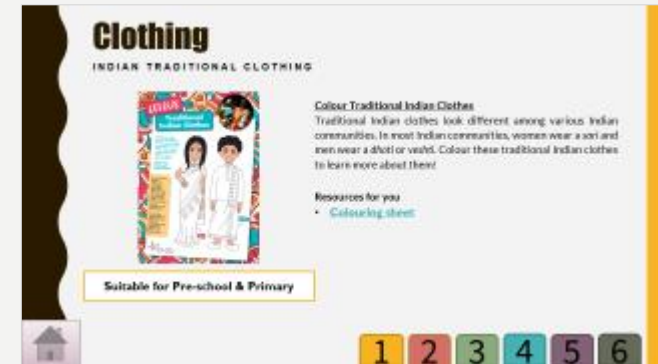 Clothing
INDIAN TRADITIONAL CLOTHING
COLOUR
Traditional
Indian Clothes
Colour Traditional Indian Clothes
Traditional Indian clothes look different among various Indian
communities. In most Indian communities, women wear a sari and
men wear a dhoti or veshti. Colour these traditional Indian clothes
to learn more about them!
Resources for you
• Colouring sheet
Suitable for Pre-school & Primary
1 2 3 4 5 6